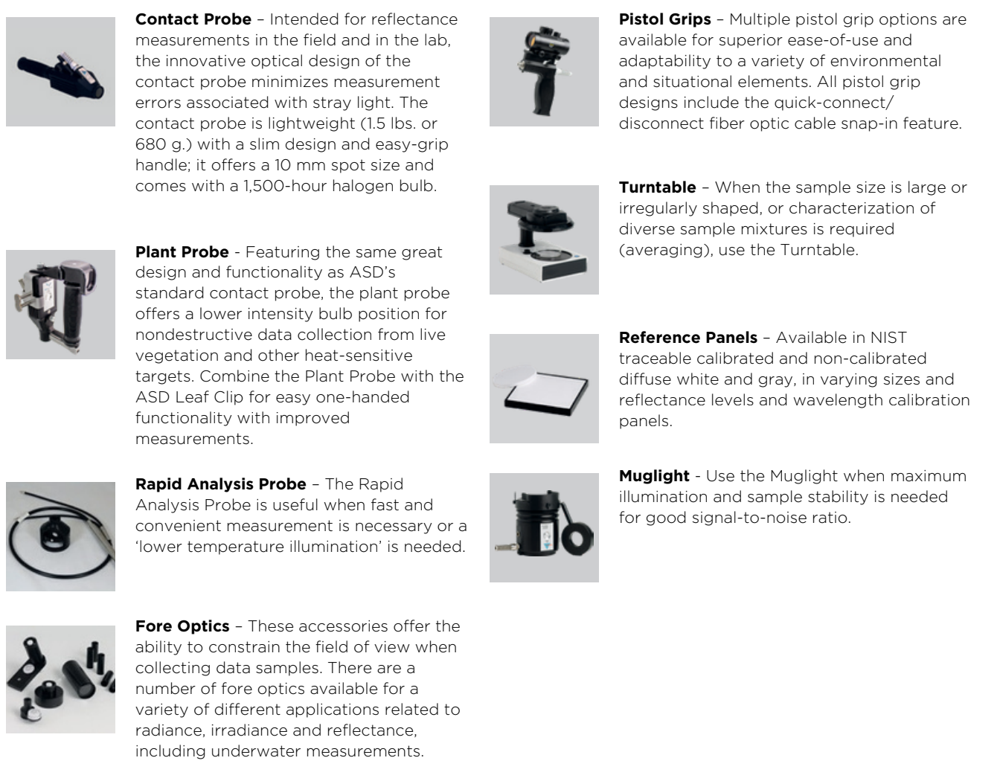 Contact Probe – Intended for reflectance
measurements in the field and in the lab,
the innovative optical design of the
contact probe minimizes measurement
errors associated with stray light. The
contact probe is lightweight (1.5 lbs. or
680 g.) with a slim design and easy-grip
handle; it offers a 10 mm spot size and
comes with a 1,500-hour halogen bulb.
Plant Probe - Featuring the same great
design and functionality as ASD’s
standard contact probe, the plant probe
offers a lower intensity bulb position for
nondestructive data collection from live
vegetation and other heat-sensitive
targets. Combine the Plant Probe with the
ASD Leaf Clip for easy one-handed
functionality with improved
measurements.
Rapid Analysis Probe – The Rapid
Analysis Probe is useful when fast and
convenient measurement is necessary or a
‘lower temperature illumination’ is needed.
Fore Optics – These accessories offer the
ability to constrain the field of view when
collecting data samples. There are a
number of fore optics available for a
variety of different applications related to
radiance, irradiance and reflectance,
including underwater measurements.
Pistol Grips – Multiple pistol grip options are
available for superior ease-of-use and
adaptability to a variety of environmental
and situational elements. All pistol grip
designs include the quick-connect/
disconnect fiber optic cable snap-in feature.
Turntable – When the sample size is large or
irregularly shaped, or characterization of
diverse sample mixtures is required
(averaging), use the Turntable.
Reference Panels – Available in NIST
traceable calibrated and non-calibrated
diffuse white and gray, in varying sizes and
reflectance levels and wavelength calibration
panels.
Muglight - Use the Muglight when maximum
illumination and sample stability is needed
for good signal-to-noise ratio.